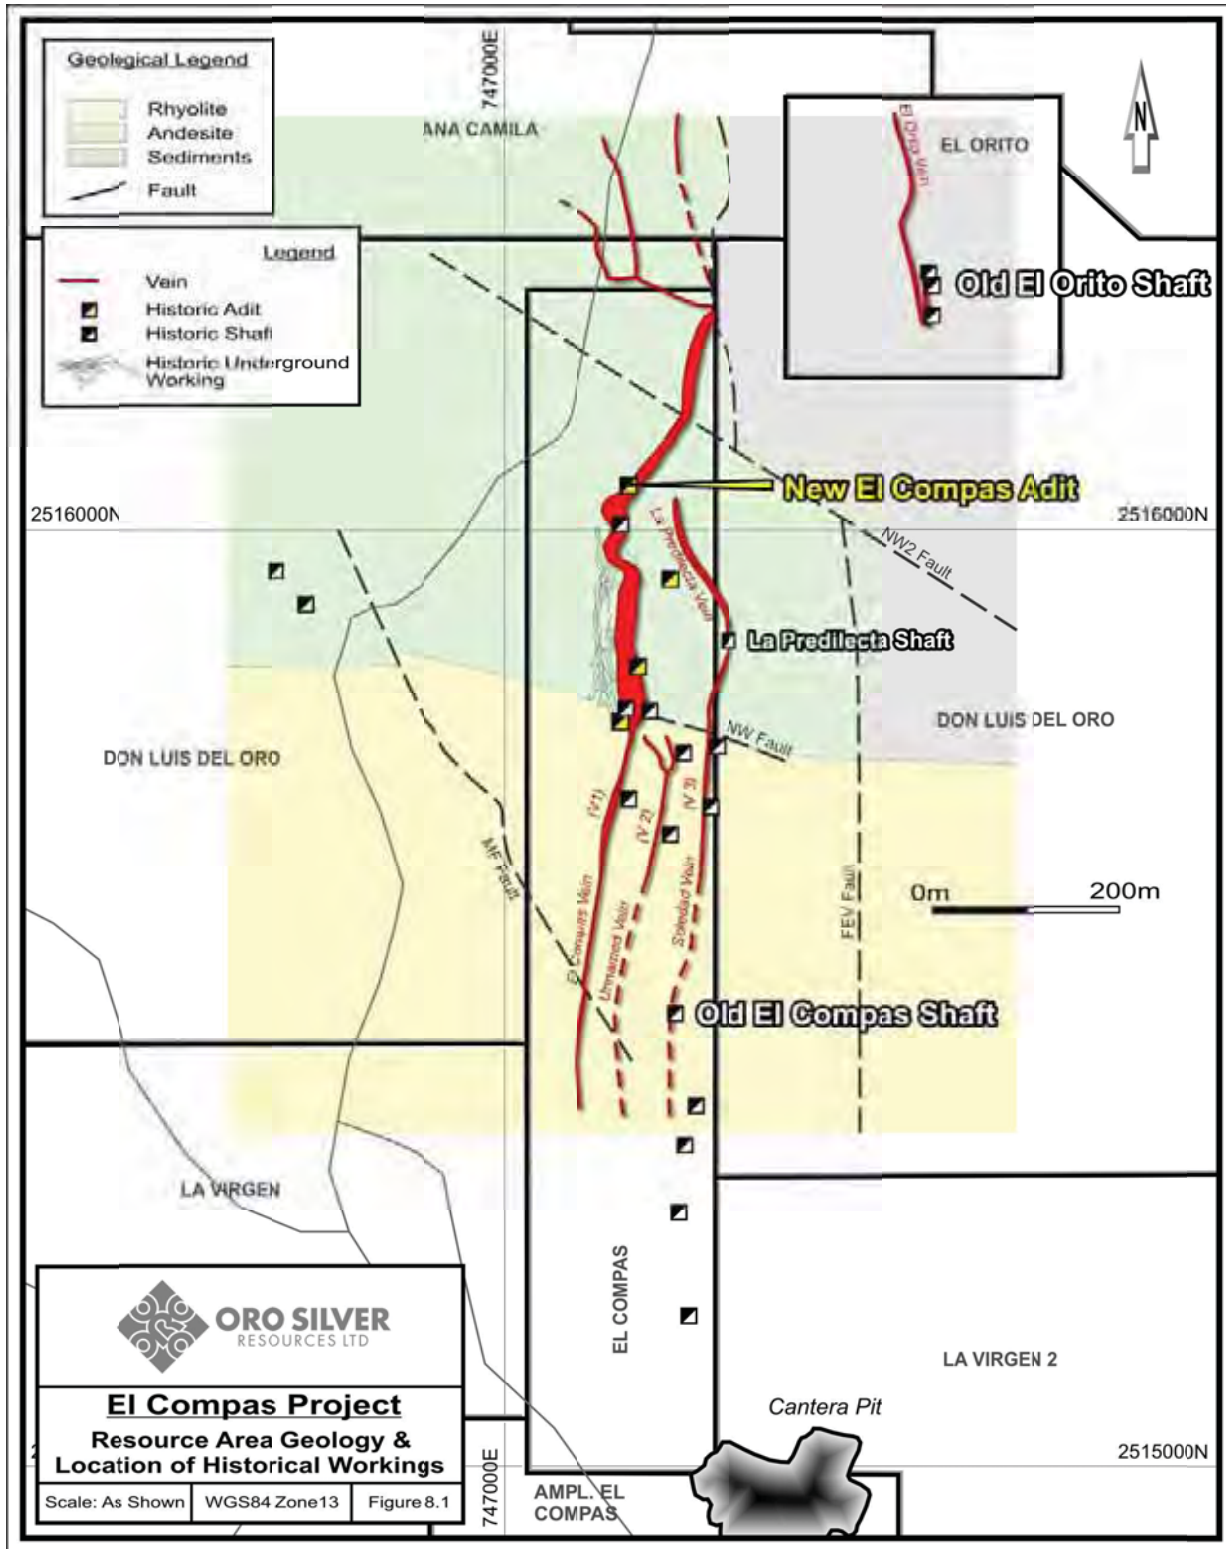 Geological Legend
Rhyolite
Andesite
Sediments
Fault
Legend
Vein
Historic Adit
Historic Shaft
Historic Underground
Working
747000E
ANA CAMILA
EL ORITO
El Orito Vein
N
Old El Orito Shaft
New El Compas Adit
2516000N
2516000N
NW2 Fault
La Predilecta Vein
La Predilecta Shaft
DON LUIS DEL ORO
DON LUIS DEL ORO
NW Fault
(V1)
(V 2)
(V 3)
MF Fault
El Compas Vein
Unnamed Vein
Soledad Vein
FEV Fault
0m
200m
Old El Compas Shaft
LA VIRGEN
EL COMPAS
LA VIRGEN 2
Cantera Pit
2515000N
747000E
AMPL. EL
COMPAS
ORO SILVER
RESOURCES LTD
El Compas Project
Resource Area Geology &
Location of Historical Workings
Scale: As Shown
WGS84 Zone13
Figure 8.1